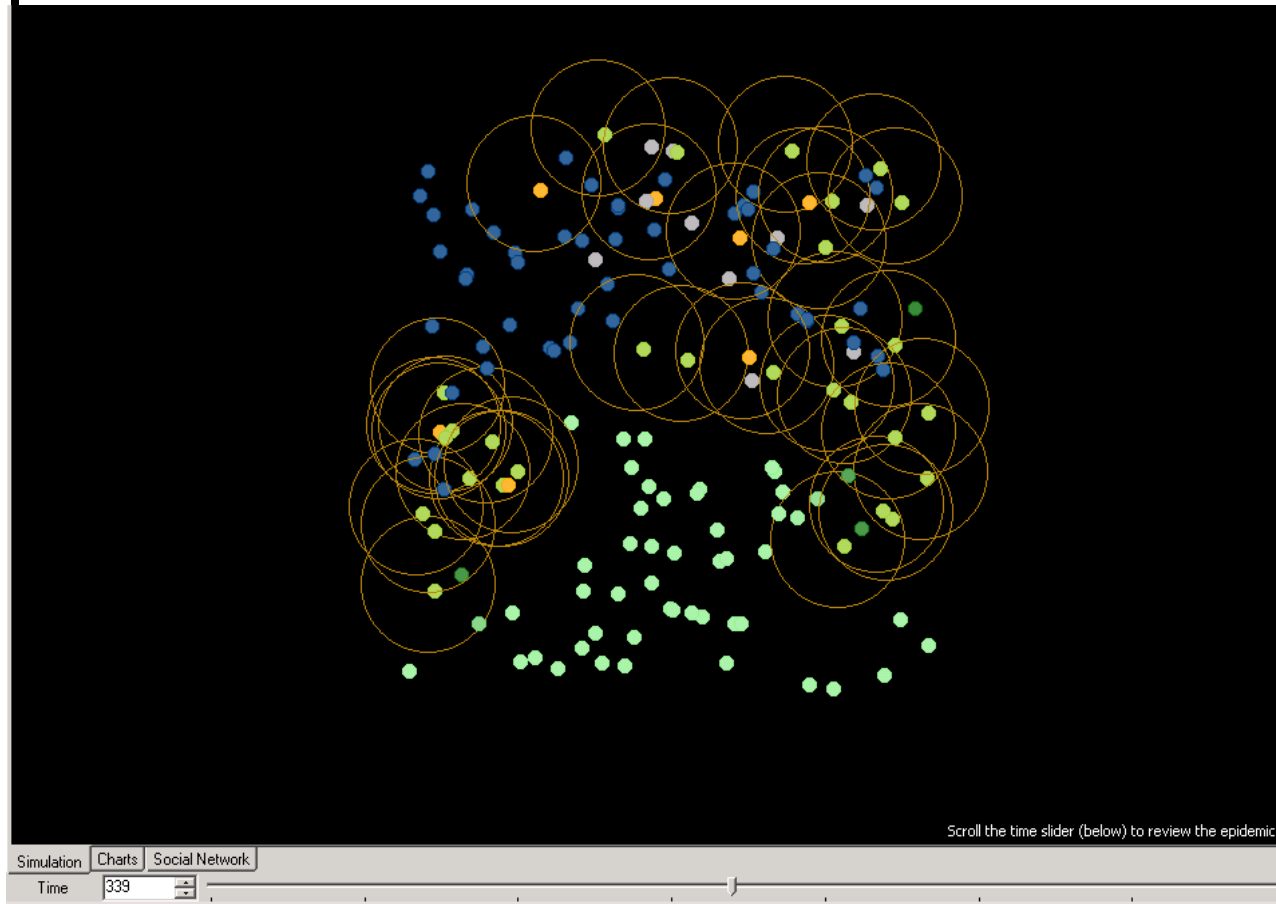 Scroll the time slider (below) to review the epidemic
Simulation Charts Social Network
Time 339